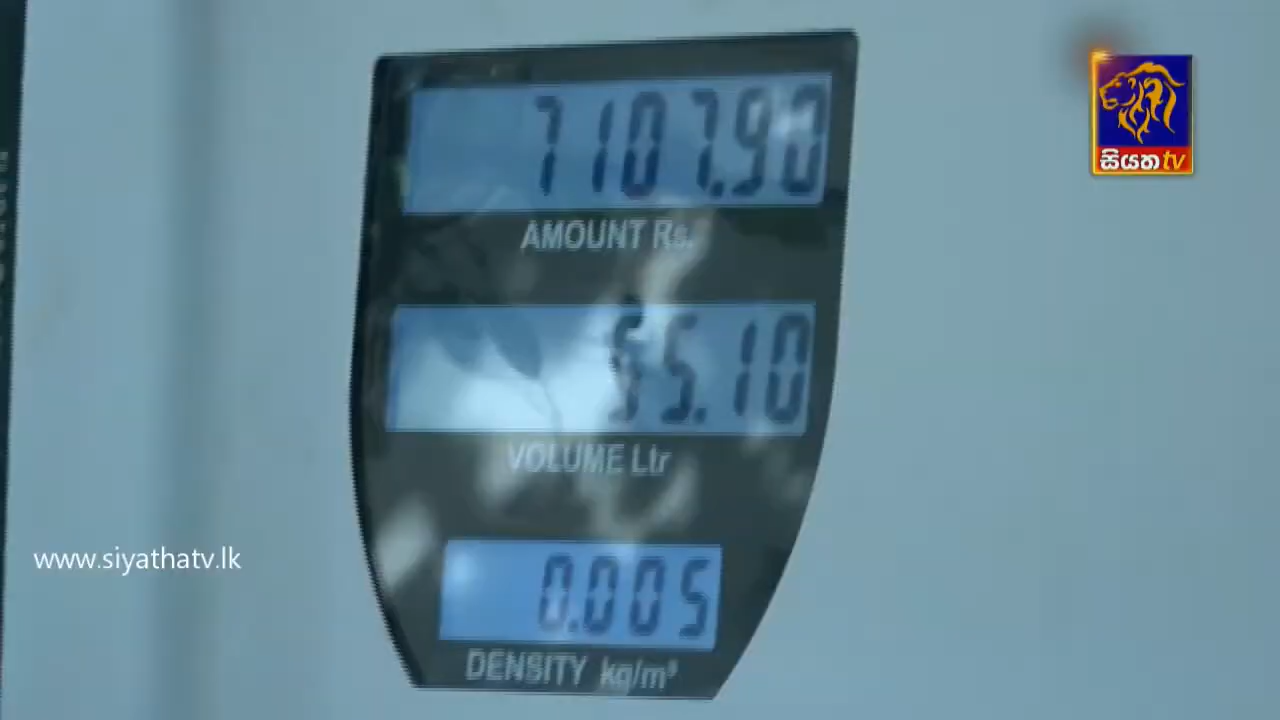 7107.90
AMOUNT Rs.
55.10
VOLUME Ltr
0.005
DENSITY kg/m³
සියත tv
www.siyathatv.lk